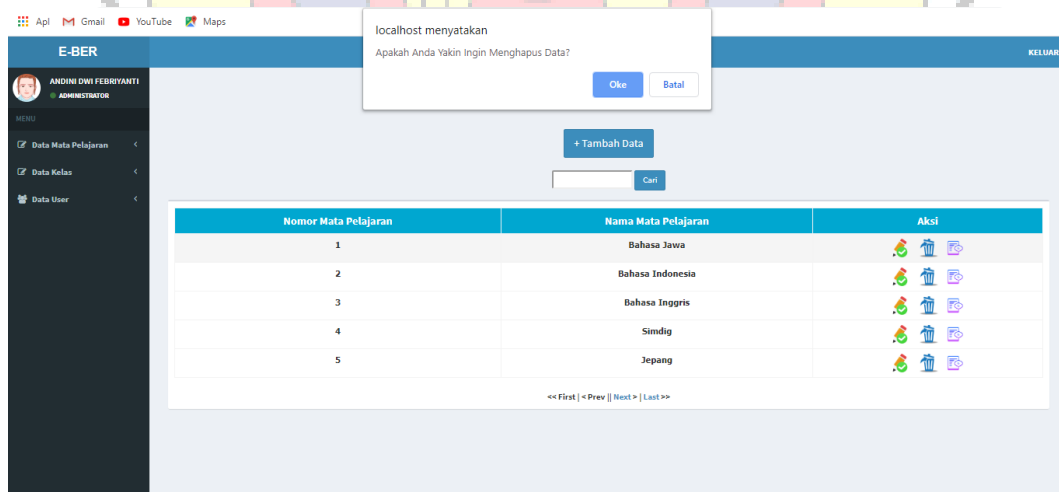 Apl Gmail YouTube Maps
localhost menyatakan
Apakah Anda Yakin Ingin Menghapus Data?
Oke Batal
E-BER KELUAR
ANDINI DWI FEBRIYANTI
ADMINISTRATOR
MENU
Data Mata Pelajaran <
Data Kelas <
Data User <
+ Tambah Data
Cari
Nomor Mata Pelajaran Nama Mata Pelajaran Aksi
1 Bahasa Jawa
2 Bahasa Indonesia
3 Bahasa Inggris
4 Simdig
5 Jepang
<< First | < Prev || Next > | Last >>